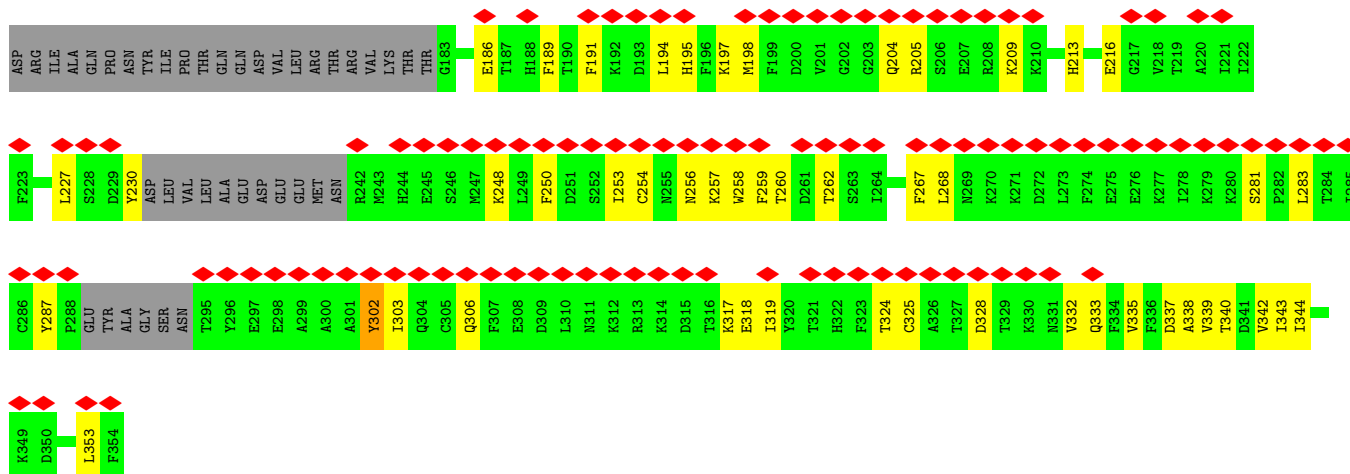 ASP ARG ILE ALA GLN PRO ASN TYR ILE PRO THR GLN GLN ASP VAL LEU ARG THR ARG VAL LYS THR THR G183 E186 T187 H188 F189 T190 F191 K192 D193 L194 H195 F196 K197 M198 F199 D200 V201 G202 G203 Q204 R205 S206 E207 R208 K209 K210 H213 E216 G217 V218 T219 A220 I221 I222
F223 L227 S228 D229 Y230 ASP LEU VAL LEU ALA GLU ASP GLU GLU MET ASN R242 M243 H244 E245 S246 M247 K248 L249 F250 D251 S252 I253 C254 N255 N256 K257 W258 F259 T260 D261 T262 S263 I264 F267 L268 N269 K270 K271 D272 L273 F274 E275 E276 K277 I278 K279 K280 S281 P282 L283 T284 I285
C286 Y287 P288 GLU TYR ALA GLY SER ASN T295 Y296 E297 E298 A299 A300 A301 Y302 I303 Q304 C305 Q306 F307 E308 D309 L310 N311 K312 R313 K314 D315 T316 K317 E318 I319 Y320 T321 H322 F323 T324 C325 A326 T327 D328 T329 K330 N331 V332 Q333 F334 V335 F336 D337 A338 V339 T340 D341 V342 I343 I344
K349 D350 L353 F354